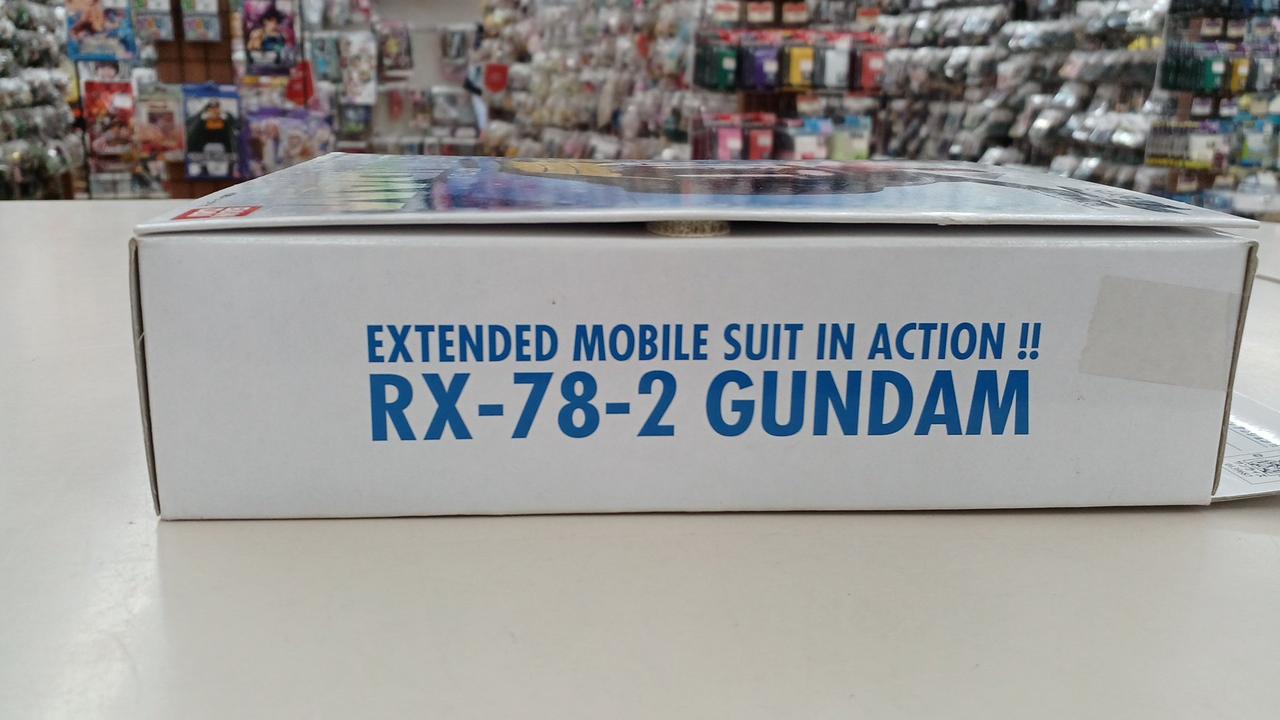 EXTENDED MOBILE SUIT IN ACTION !!
RX-78-2 GUNDAM